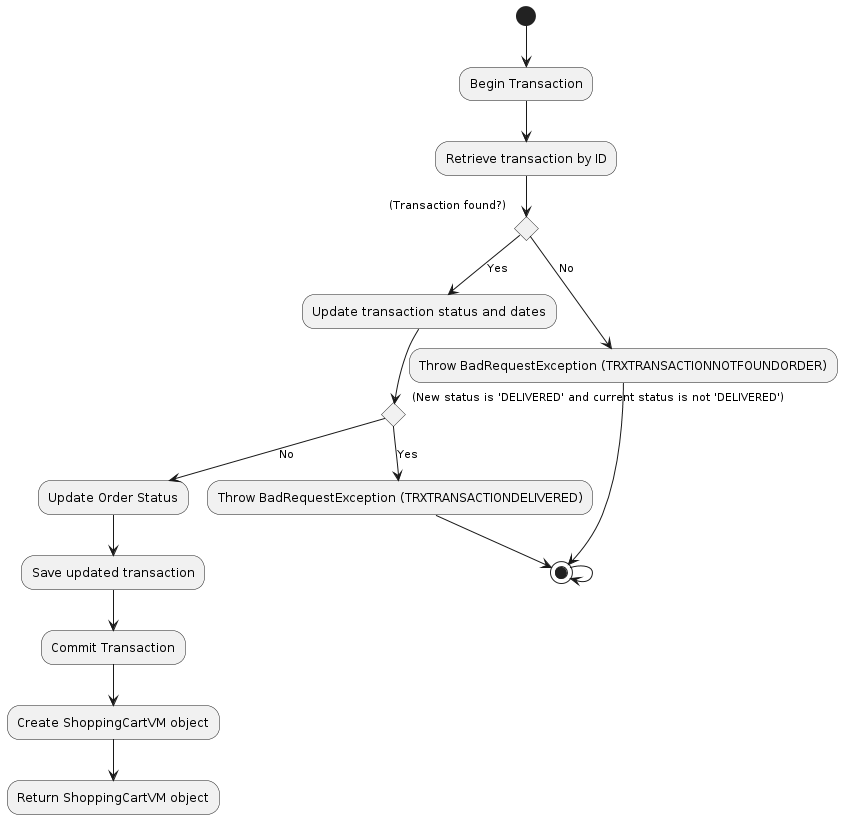 Begin Transaction
Retrieve transaction by ID
(Transaction found?)
Yes
No
Update transaction status and dates
Throw BadRequestException (TRXTRANSACTIONNOTFOUNDORDER)
(New status is 'DELIVERED' and current status is not 'DELIVERED')
No
Yes
Update Order Status
Throw BadRequestException (TRXTRANSACTIONDELIVERED)
Save updated transaction
Commit Transaction
Create ShoppingCartVM object
Return ShoppingCartVM object